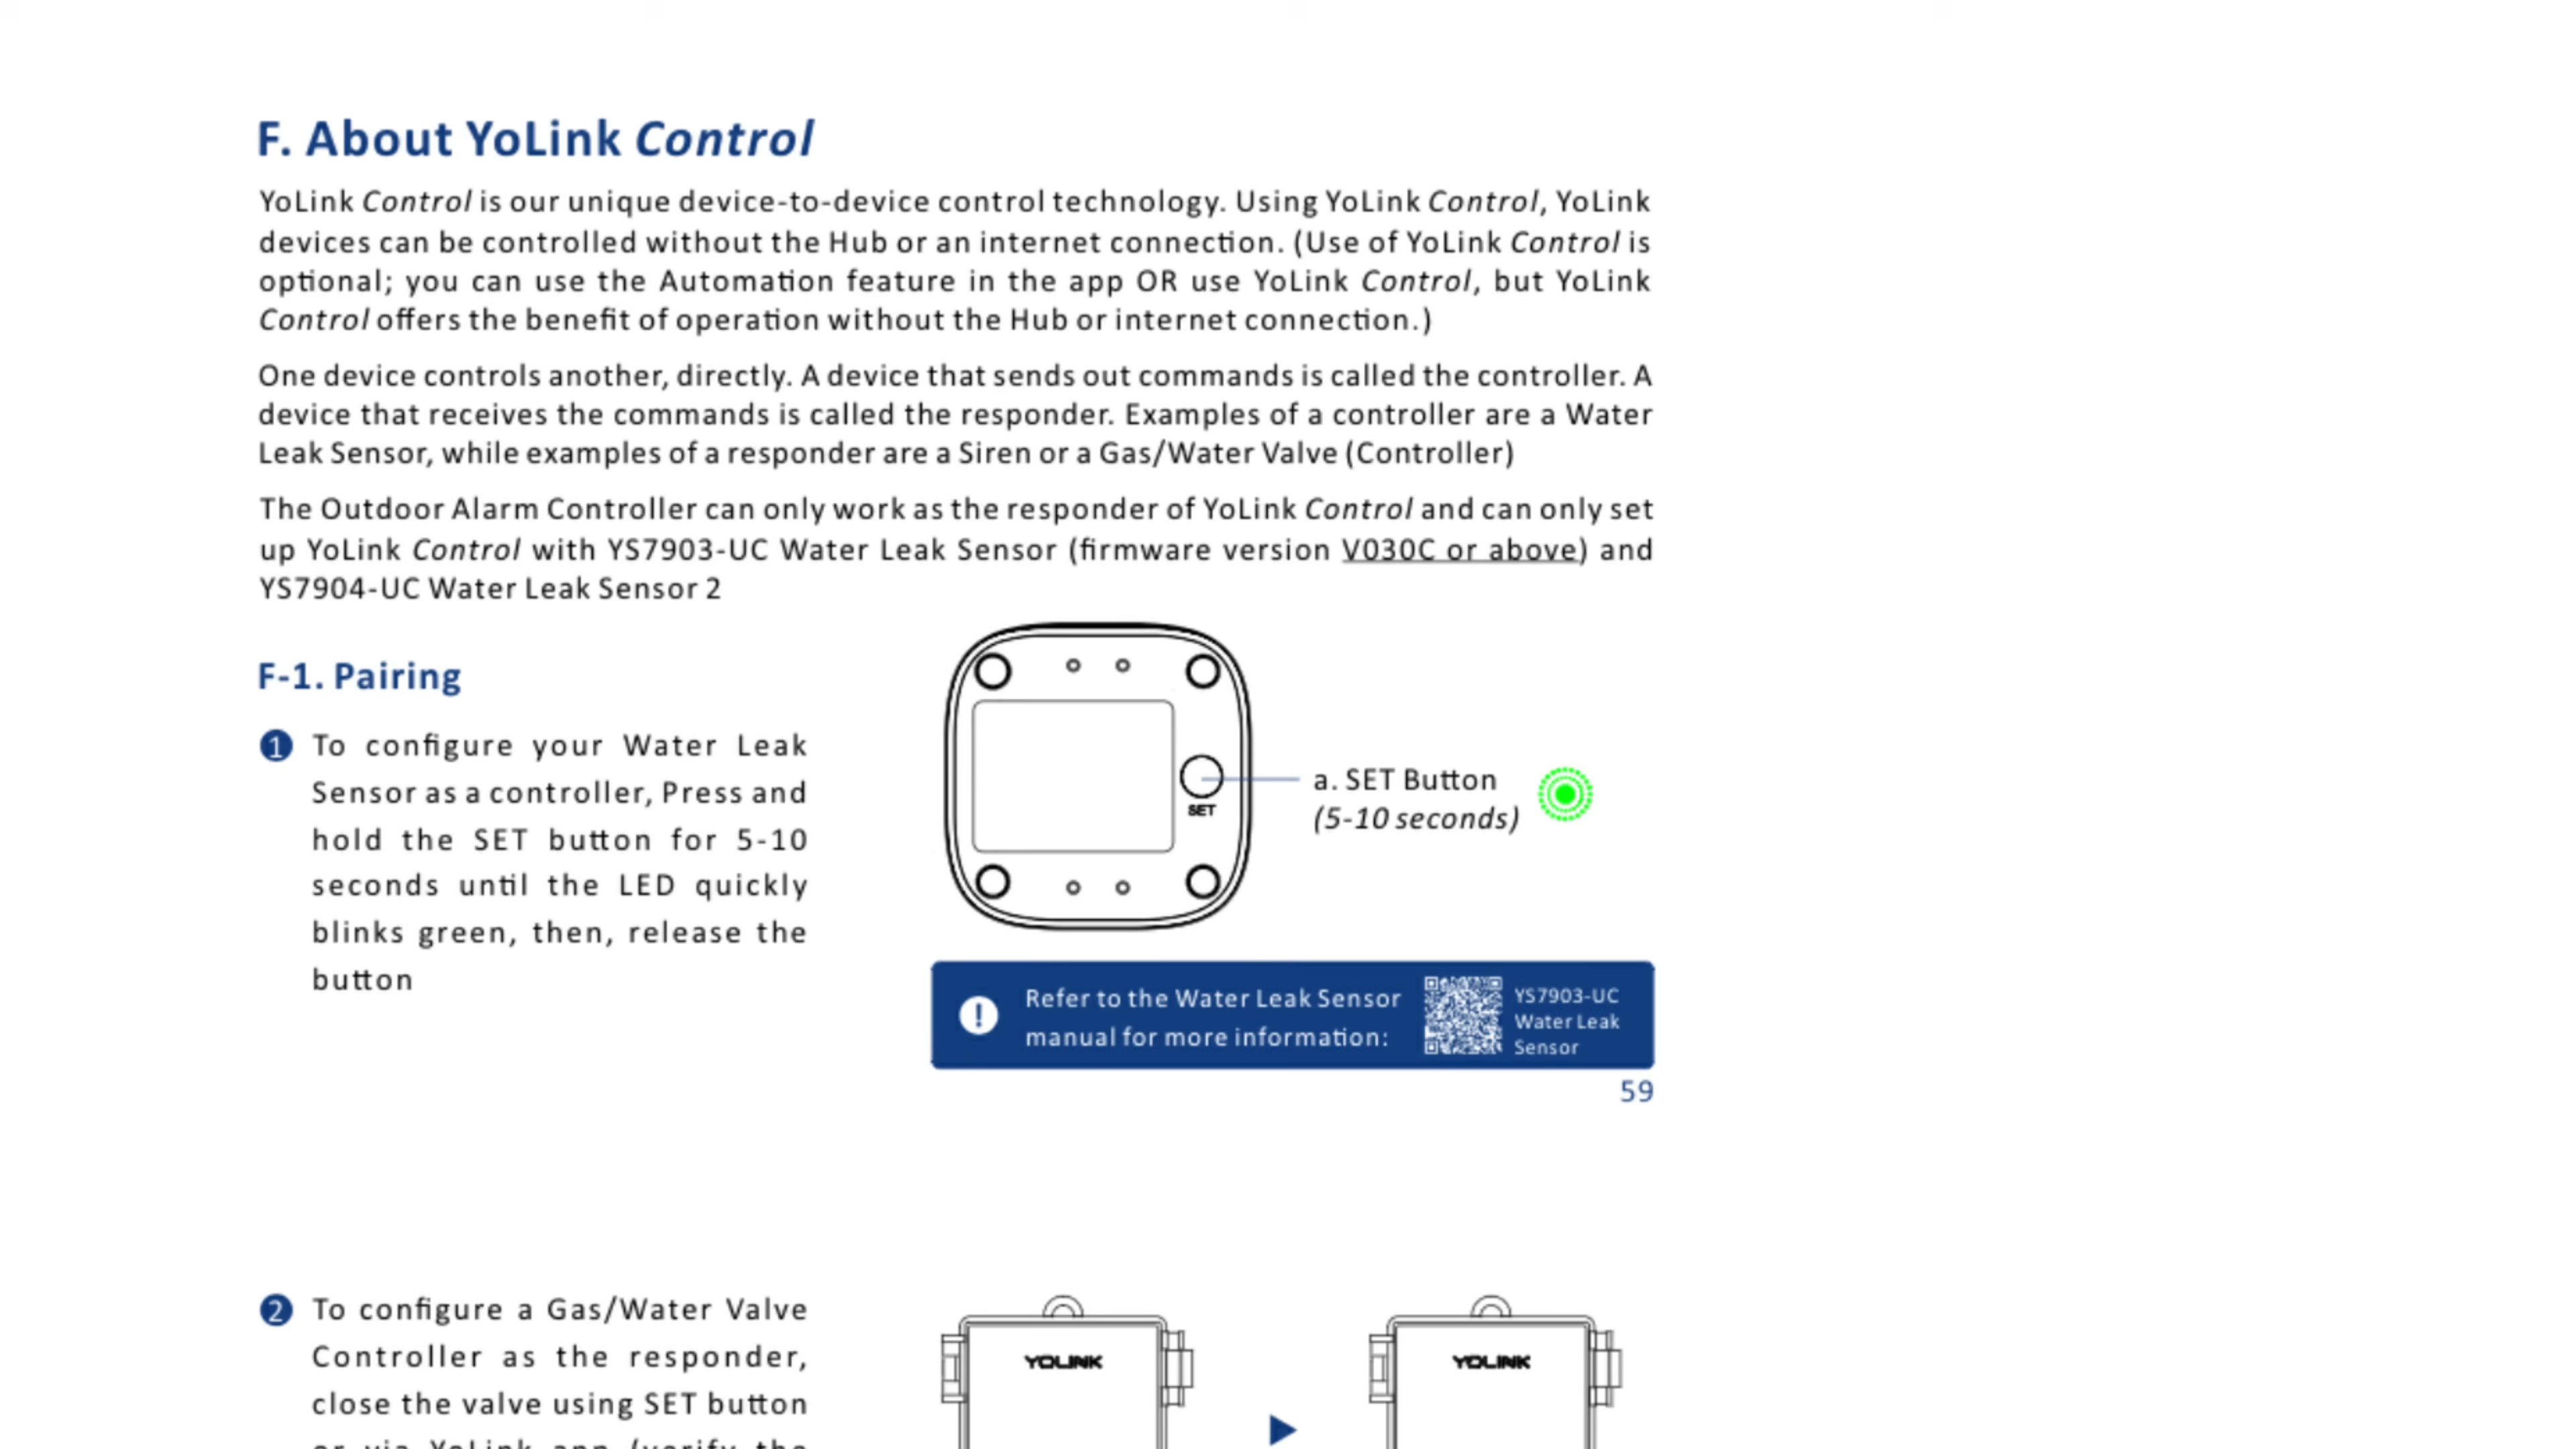 F. About YoLink Control
YoLink Control is our unique device-to-device control technology. Using YoLink Control, YoLink
devices can be controlled without the Hub or an internet connection. (Use of YoLink Control is
optional; you can use the Automation feature in the app OR use YoLink Control, but YoLink
Control offers the benefit of operation without the Hub or internet connection.)
One device controls another, directly. A device that sends out commands is called the controller. A
device that receives the commands is called the responder. Examples of a controller are a Water
Leak Sensor, while examples of a responder are a Siren or a Gas/Water Valve (Controller)
The Outdoor Alarm Controller can only work as the responder of YoLink Control and can only set
up YoLink Control with YS7903-UC Water Leak Sensor (firmware version V030C or above) and
YS7904-UC Water Leak Sensor 2
F-1. Pairing
1 To configure your Water Leak
Sensor as a controller, Press and
hold the SET button for 5-10
seconds until the LED quickly
blinks green, then, release the
button
SET
a. SET Button
(5-10 seconds)
! Refer to the Water Leak Sensor
manual for more information:
YS7903-UC
Water Leak
Sensor
59
2 To configure a Gas/Water Valve
Controller as the responder,
close the valve using SET button
or via YoLink app (verify the
YOLINK
YOLINK